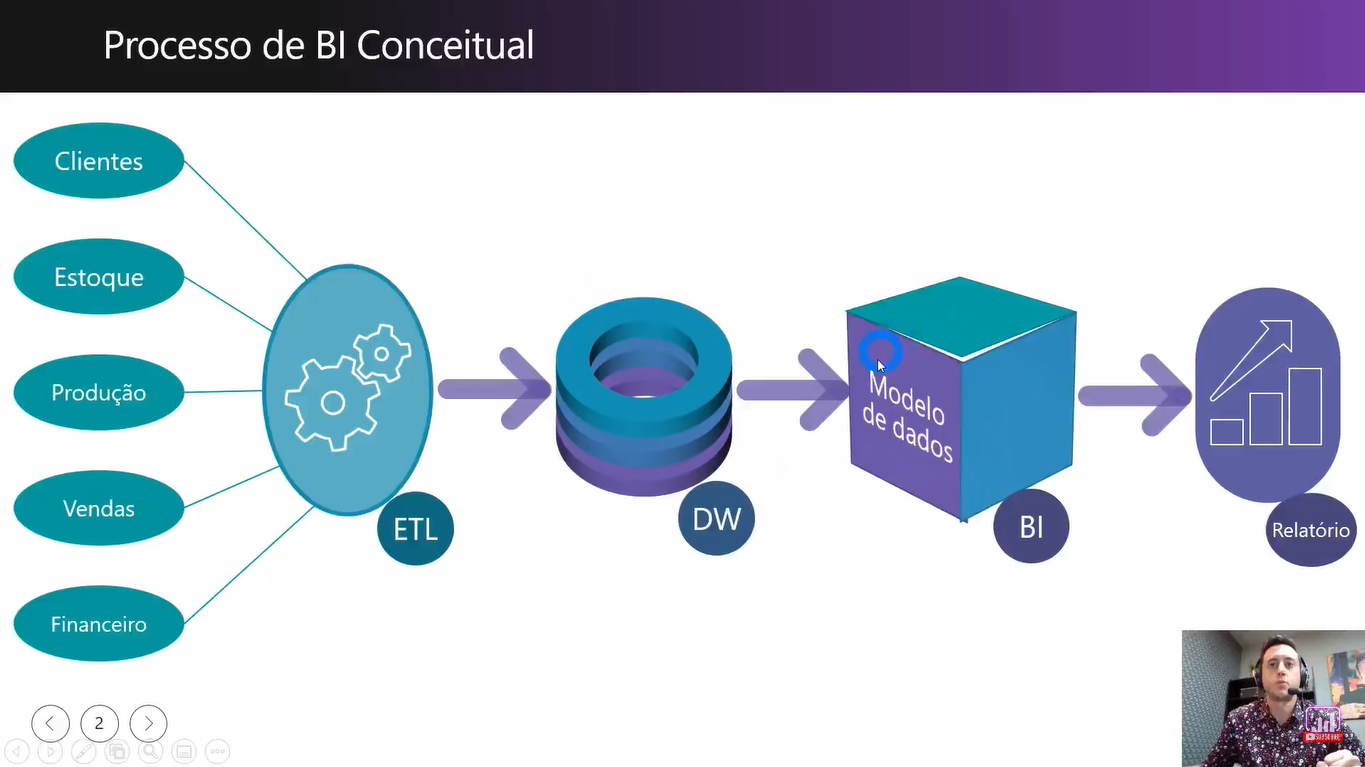 Processo de BI Conceitual
Clientes
Estoque
Produção
Vendas
Financeiro
ETL
DW
Modelo
de dados
BI
Relatório
2
SUBSCRIBE